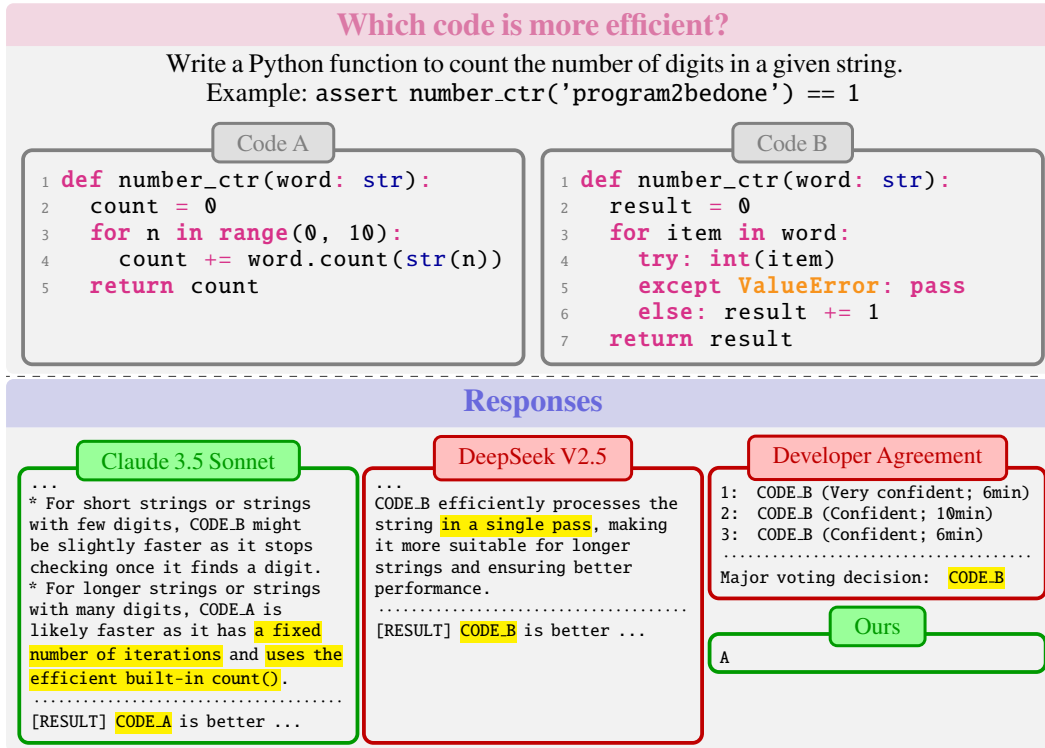 Which code is more efficient?
Write a Python function to count the number of digits in a given string.
Example: assert number_ctr('program2bedone') == 1
Code A
1 def number_ctr(word: str):
2   count = 0
3   for n in range(0, 10):
4     count += word.count(str(n))
5   return count
Code B
1 def number_ctr(word: str):
2   result = 0
3   for item in word:
4     try: int(item)
5     except ValueError: pass
6     else: result += 1
7   return result
Responses
Claude 3.5 Sonnet
...
* For short strings or strings
with few digits, CODE_B might
be slightly faster as it stops
checking once it finds a digit.
* For longer strings or strings
with many digits, CODE_A is
likely faster as it has a fixed
number of iterations and uses the
efficient built-in count().
[RESULT] CODE_A is better ...
DeepSeek V2.5
...
CODE_B efficiently processes the
string in a single pass, making
it more suitable for longer
strings and ensuring better
performance.
[RESULT] CODE_B is better ...
Developer Agreement
1: CODE_B (Very confident; 6min)
2: CODE_B (Confident; 10min)
3: CODE_B (Confident; 6min)
Major voting decision: CODE_B
Ours
A